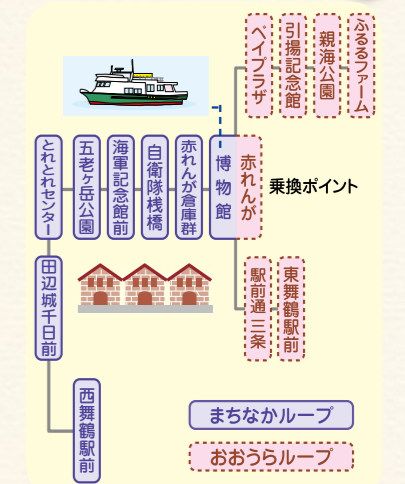 ベイプラザ
引揚記念館
親海公園
ふるるファーム
とれとれセンター
五老ヶ岳公園
海軍記念館前
自衛隊桟橋
赤れんが倉庫群
博物館
赤れんが
乗換ポイント
田辺城千日前
駅前通三条
東舞鶴駅前
西舞鶴駅前
まちなかループ
おおうらループ